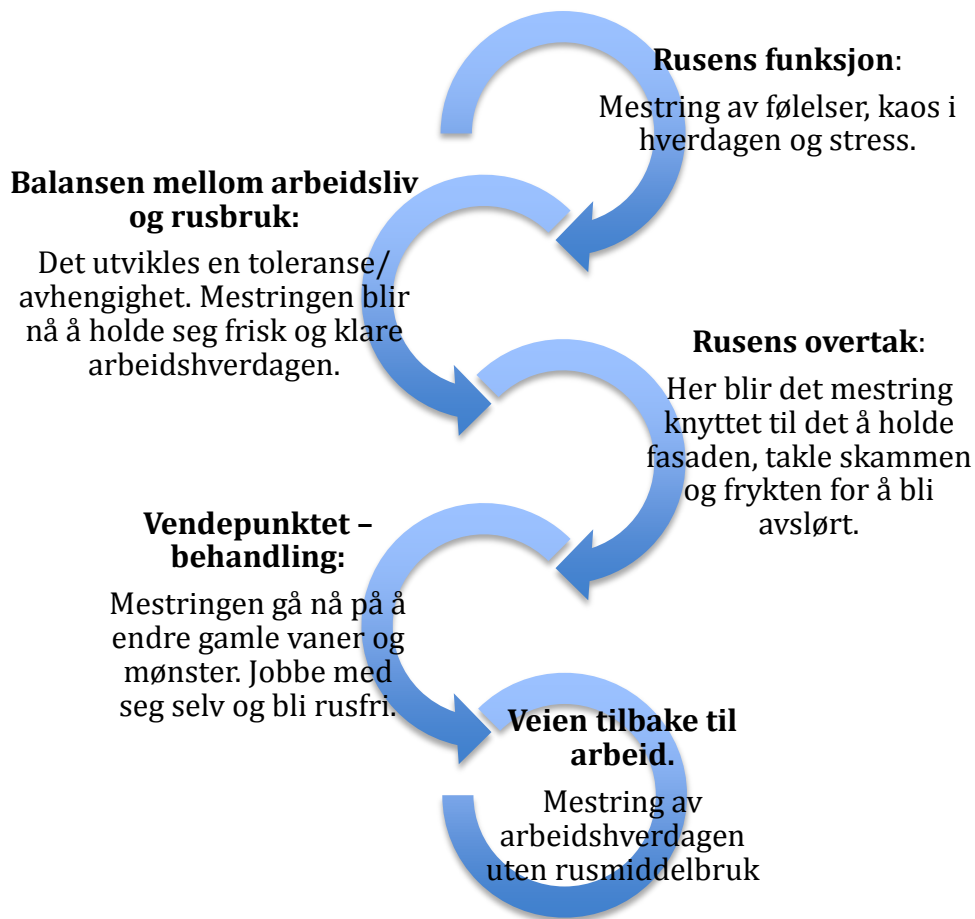 Rusens funksjon:
Mestring av følelser, kaos i
hverdagen og stress.
Balansen mellom arbeidsliv
og rusbruk:
Det utvikles en toleranse/
avhengighet. Mestringen blir
nå å holde seg frisk og klare
arbeidshverdagen.
Rusens overtak:
Her blir det mestring
knyttet til det å holde
fasaden, takle skammen
og frykten for å bli
avslørt.
Vendepunktet –
behandling:
Mestringen gå nå på å
endre gamle vaner og
mønster. Jobbe med
seg selv og bli rusfri.
Veien tilbake til
arbeid.
Mestring av
arbeidshverdagen
uten rusmiddelbruk